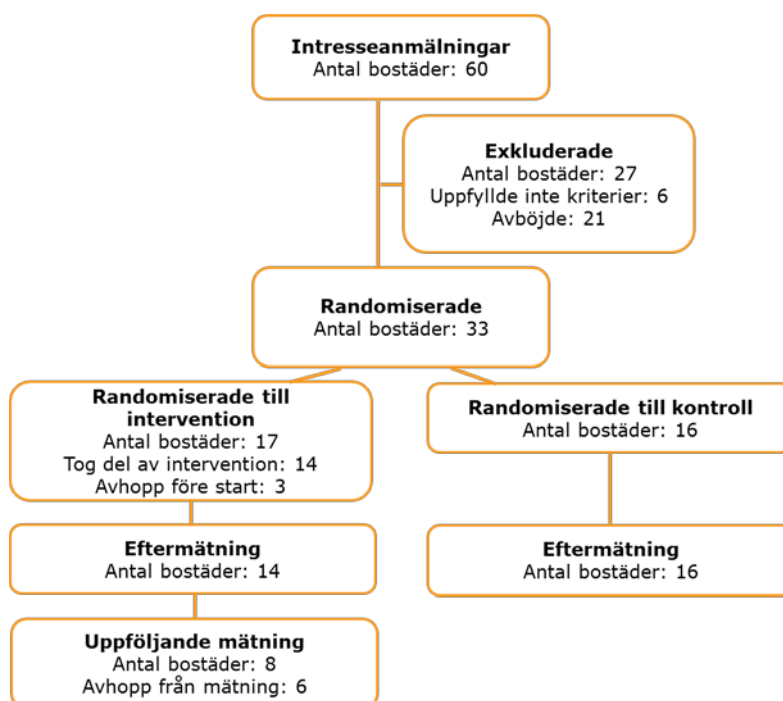 Intresseanmälningar
Antal bostäder: 60
Exkluderade
Antal bostäder: 27
Uppfyllde inte kriterier: 6
Avböjde: 21
Randomiserade
Antal bostäder: 33
Randomiserade till
intervention
Antal bostäder: 17
Tog del av intervention: 14
Avhopp före start: 3
Randomiserade till kontroll
Antal bostäder: 16
Eftermätning
Antal bostäder: 14
Eftermätning
Antal bostäder: 16
Uppföljande mätning
Antal bostäder: 8
Avhopp från mätning: 6